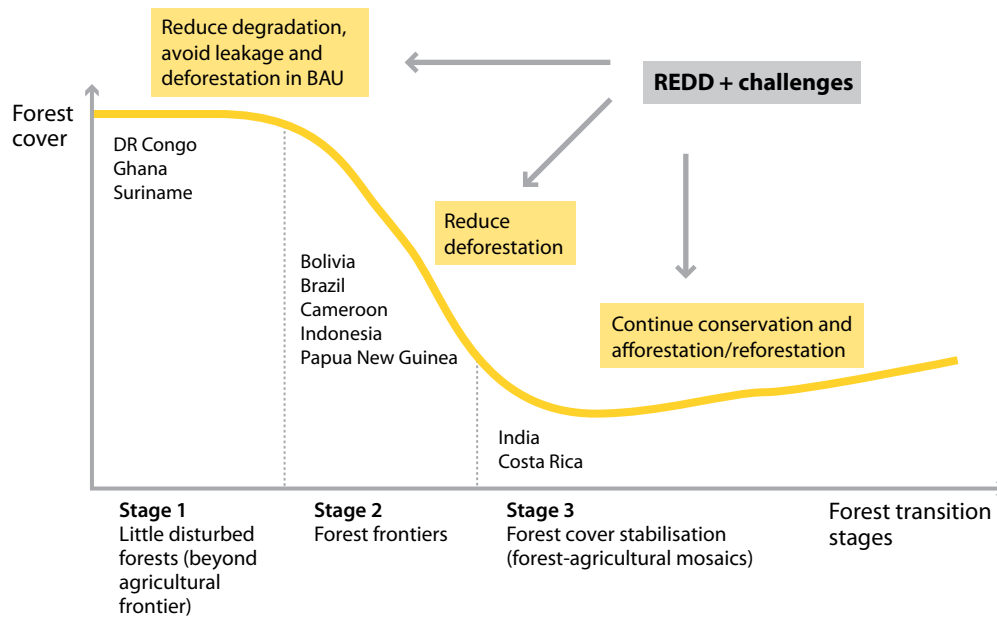 Reduce degradation,
avoid leakage and
deforestation in BAU
REDD + challenges
Forest
cover
DR Congo
Ghana
Suriname
Reduce
deforestation
Bolivia
Brazil
Cameroon
Indonesia
Papua New Guinea
Continue conservation and
afforestation/reforestation
India
Costa Rica
Stage 1
Little disturbed
forests (beyond
agricultural
frontier)
Stage 2
Forest frontiers
Stage 3
Forest cover stabilisation
(forest-agricultural mosaics)
Forest transition
stages